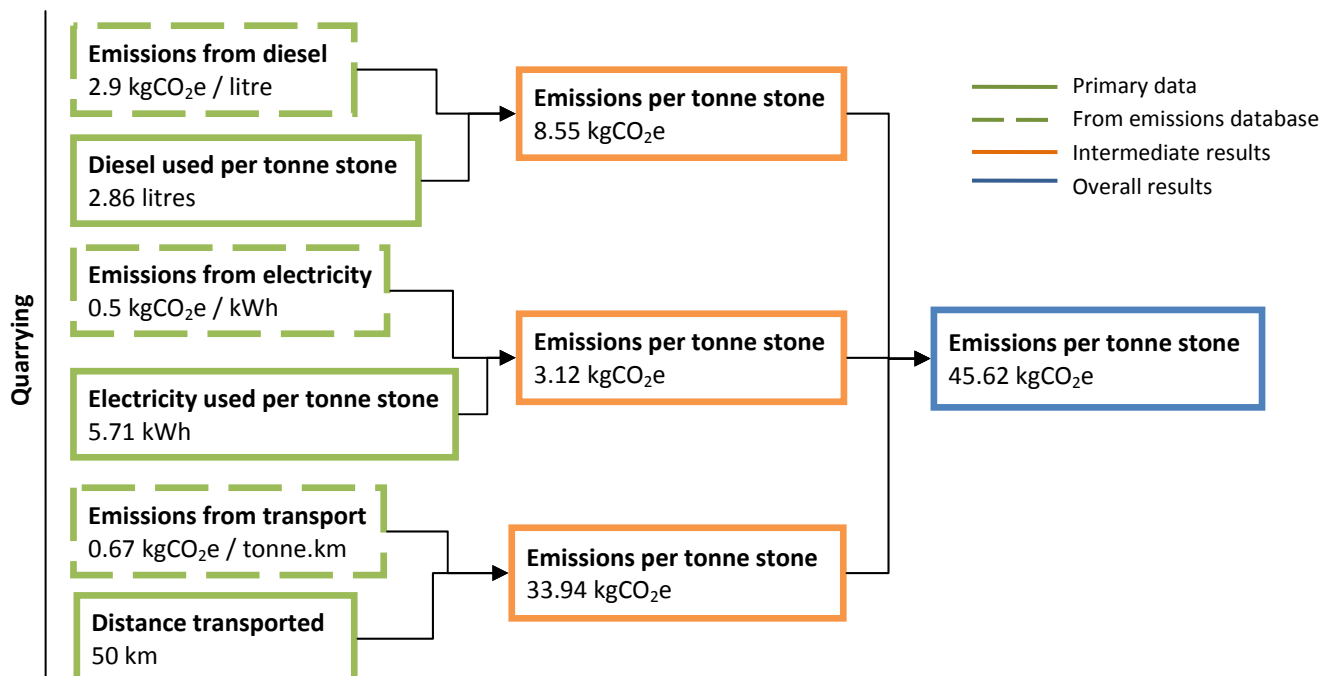 Quarrying
Emissions from diesel
2.9 kgCO₂e / litre
Diesel used per tonne stone
2.86 litres
Emissions per tonne stone
8.55 kgCO₂e
Emissions from electricity
0.5 kgCO₂e / kWh
Electricity used per tonne stone
5.71 kWh
Emissions per tonne stone
3.12 kgCO₂e
Emissions from transport
0.67 kgCO₂e / tonne.km
Distance transported
50 km
Emissions per tonne stone
33.94 kgCO₂e
Emissions per tonne stone
45.62 kgCO₂e
Primary data
From emissions database
Intermediate results
Overall results